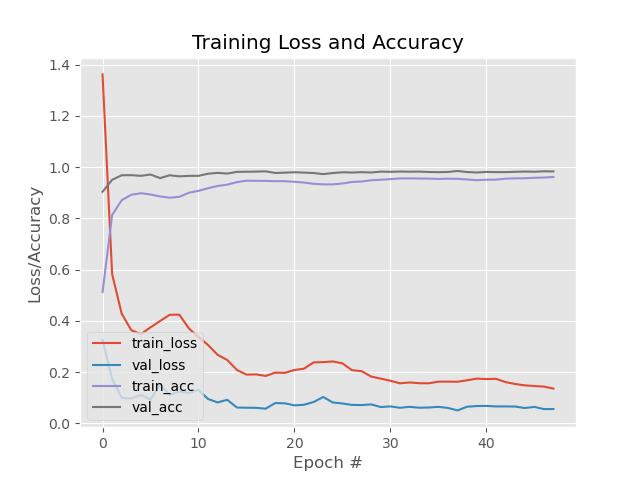 Training Loss and Accuracy
Loss/Accuracy
1.4
1.2
1.0
0.8
0.6
0.4
0.2
0.0
train_loss
val_loss
train_acc
val_acc
0 10 20 30 40
Epoch #